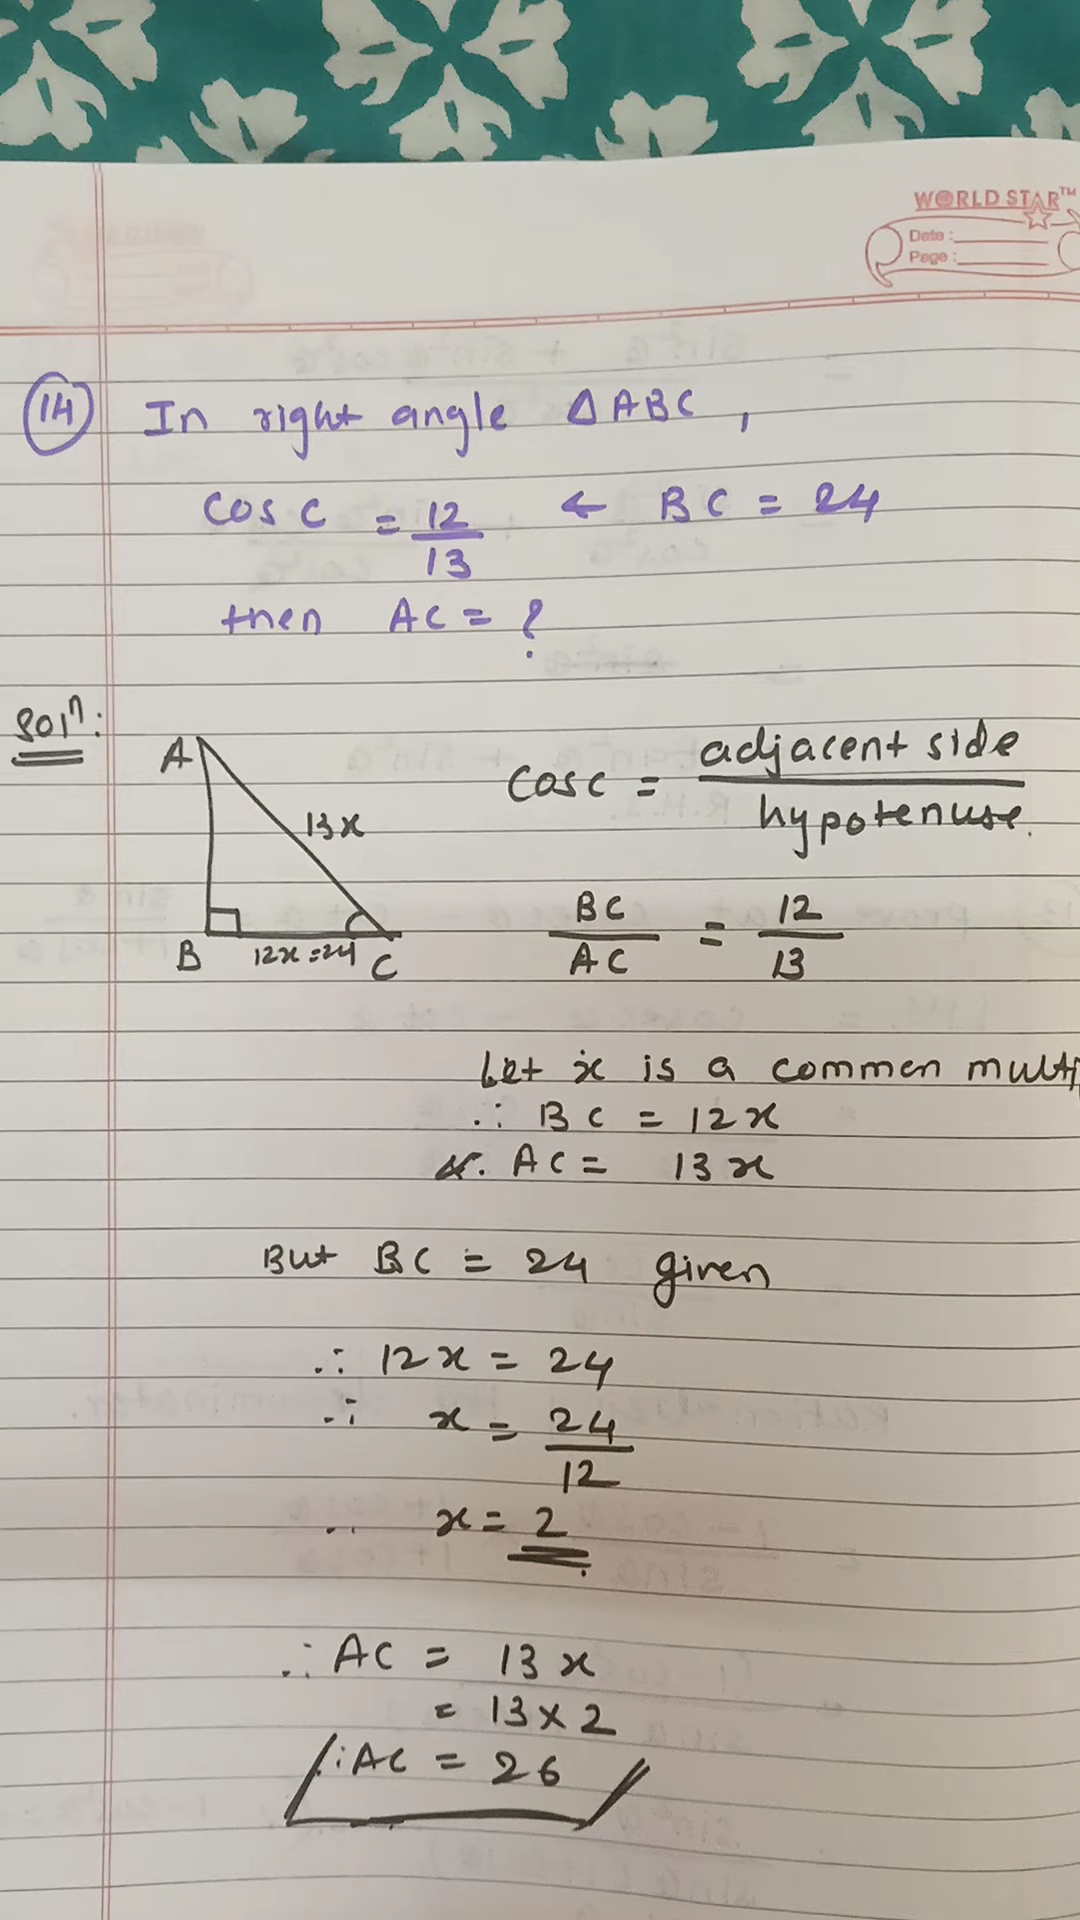 WORLD STAR™
Date :
Page :
14 In right angle ΔABC,
cos C = 12/13 & BC = 24
then AC = ?
Solⁿ:
A
13x
B 12x=24 C
cosc = adjacent side / hypotenuse.
BC/AC = 12/13
Let x is a common multi
∴ BC = 12x
&. AC = 13x
But BC = 24 given
∴ 12x = 24
∴ x = 24/12
∴ x = 2
∴ AC = 13x
= 13×2
∴ AC = 26